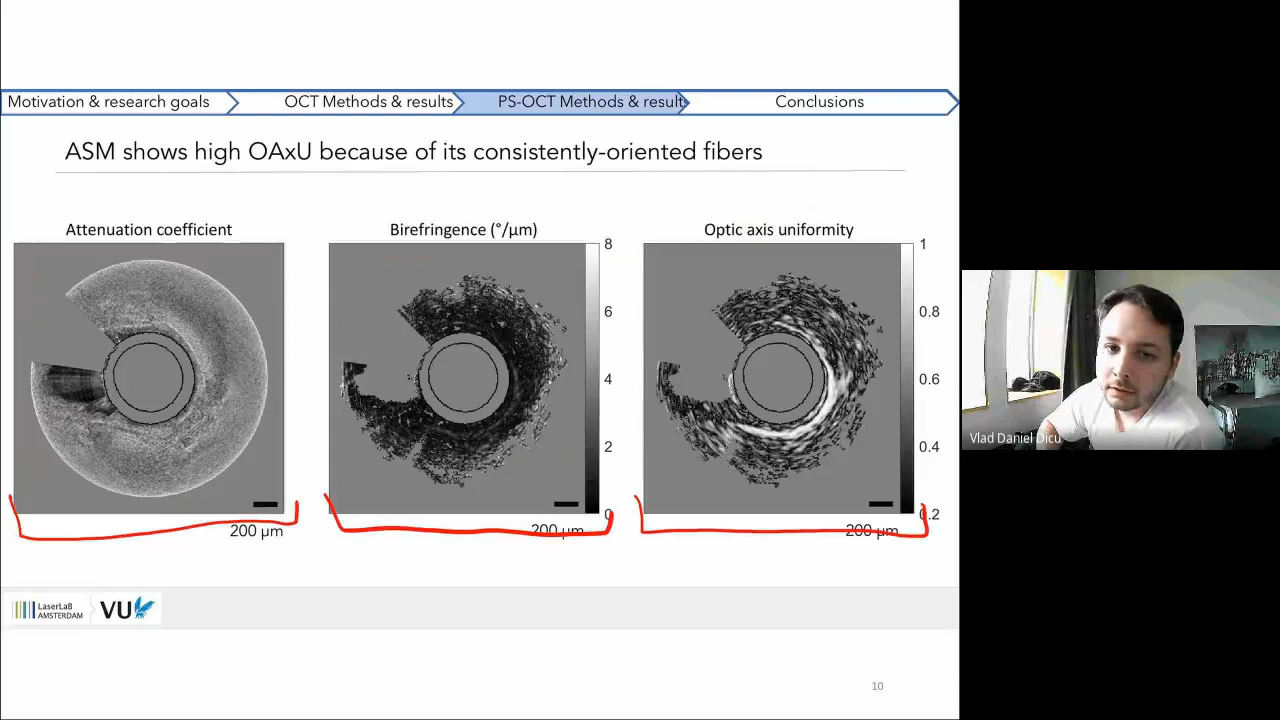 Motivation & research goals
OCT Methods & results
PS-OCT Methods & results
Conclusions
ASM shows high OAxU because of its consistently-oriented fibers
Attenuation coefficient
200 µm
Birefringence (°/µm)
8
6
4
2
0
200 µm
Optic axis uniformity
1
0.8
0.6
0.4
0.2
200 µm
LaserLaB
AMSTERDAM
VU
10
Vlad Daniel Dicu